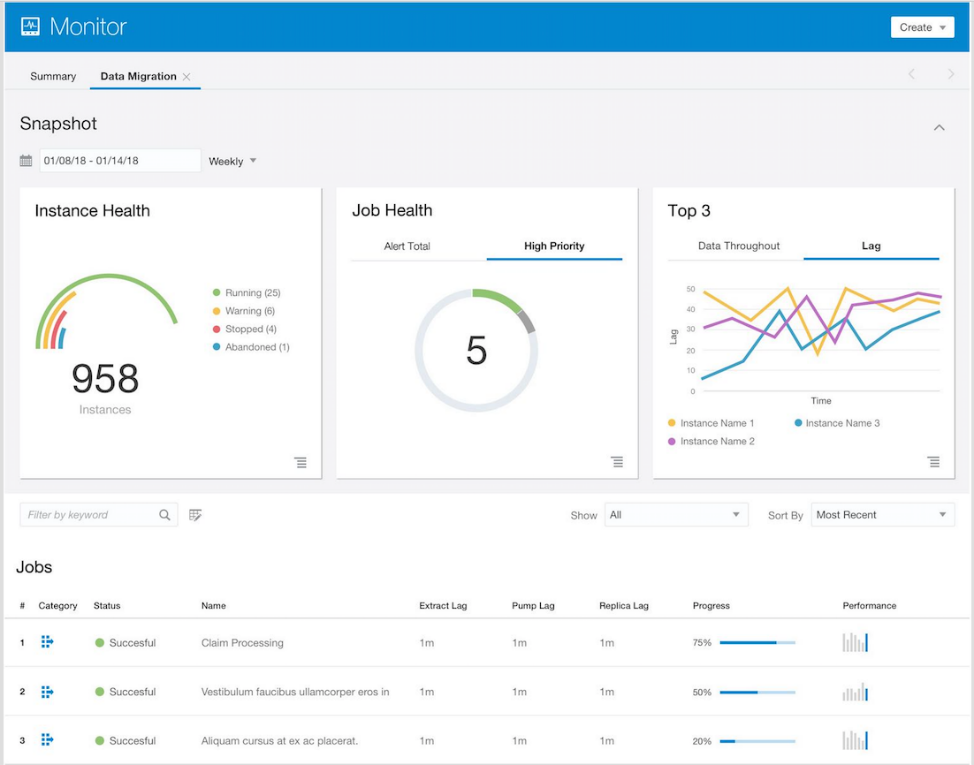 Monitor
Create
Summary
Data Migration
Snapshot
01/08/18 - 01/14/18
Weekly
Instance Health
Running (25)
Warning (6)
Stopped (4)
Abandoned (1)
958
Instances
Job Health
Alert Total
High Priority
5
Top 3
Data Throughput
Lag
50
40
30
20
10
0
Lag
Time
Instance Name 1
Instance Name 3
Instance Name 2
Filter by keyword
Show
All
Sort By
Most Recent
Jobs
# Category Status Name Extract Lag Pump Lag Replica Lag Progress Performance
1 Succesful Claim Processing 1m 1m 1m 75%
2 Succesful Vestibulum faucibus ullamcorper eros in 1m 1m 1m 50%
3 Succesful Aliquam cursus at ex ac placerat. 1m 1m 1m 20%